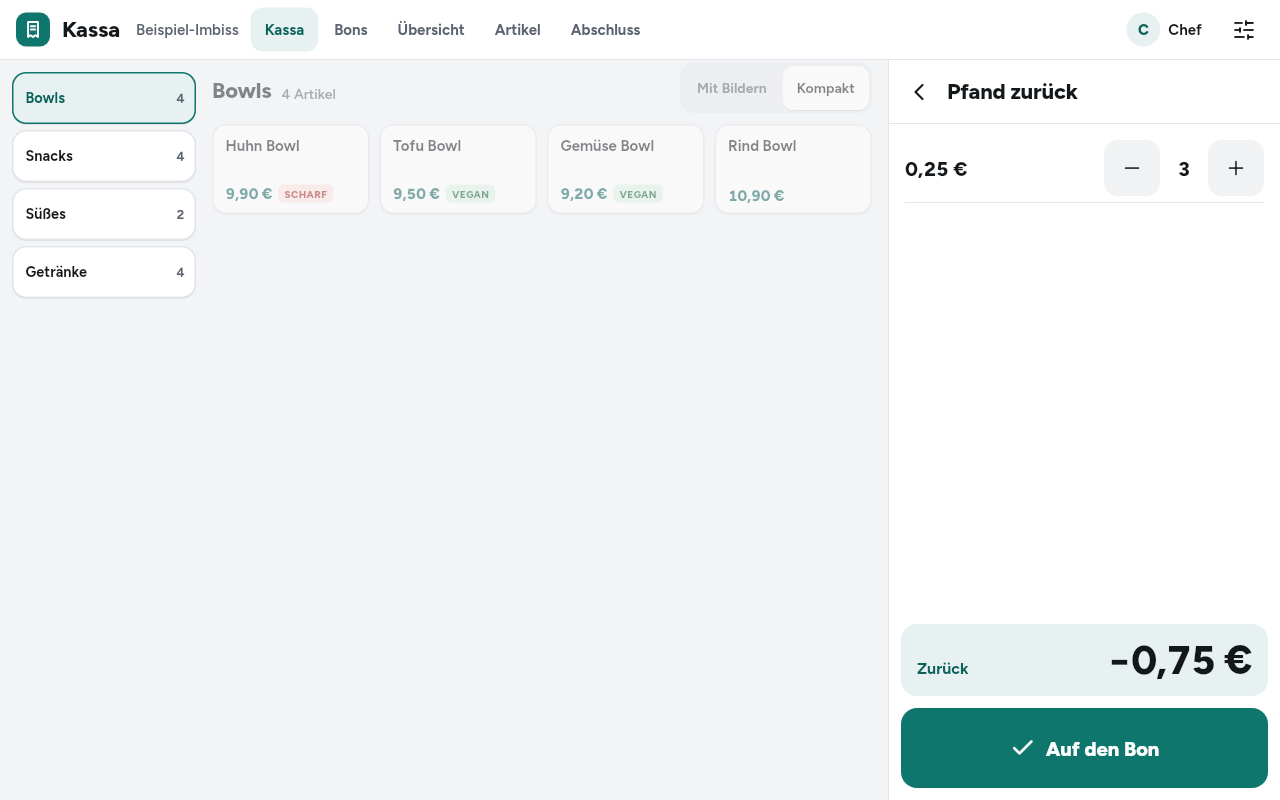 Kassa Beispiel-Imbiss Kassa Bons Übersicht Artikel Abschluss C Chef
Bowls 4
Snacks 4
Süßes 2
Getränke 4
Bowls 4 Artikel Mit Bildern Kompakt
Huhn Bowl
9,90 € SCHARF
Tofu Bowl
9,50 € VEGAN
Gemüse Bowl
9,20 € VEGAN
Rind Bowl
10,90 €
Pfand zurück
0,25 € − 3 +
Zurück −0,75 €
Auf den Bon